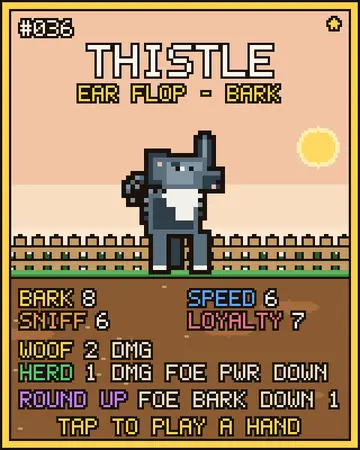 #036
THISTLE
EAR FLOP - BARK
BARK 8 SPEED 6
SNIFF 6 LOYALTY 7
WOOF 2 DMG
HERD 1 DMG FOE PWR DOWN
ROUND UP FOE BARK DOWN 1
TAP TO PLAY A HAND